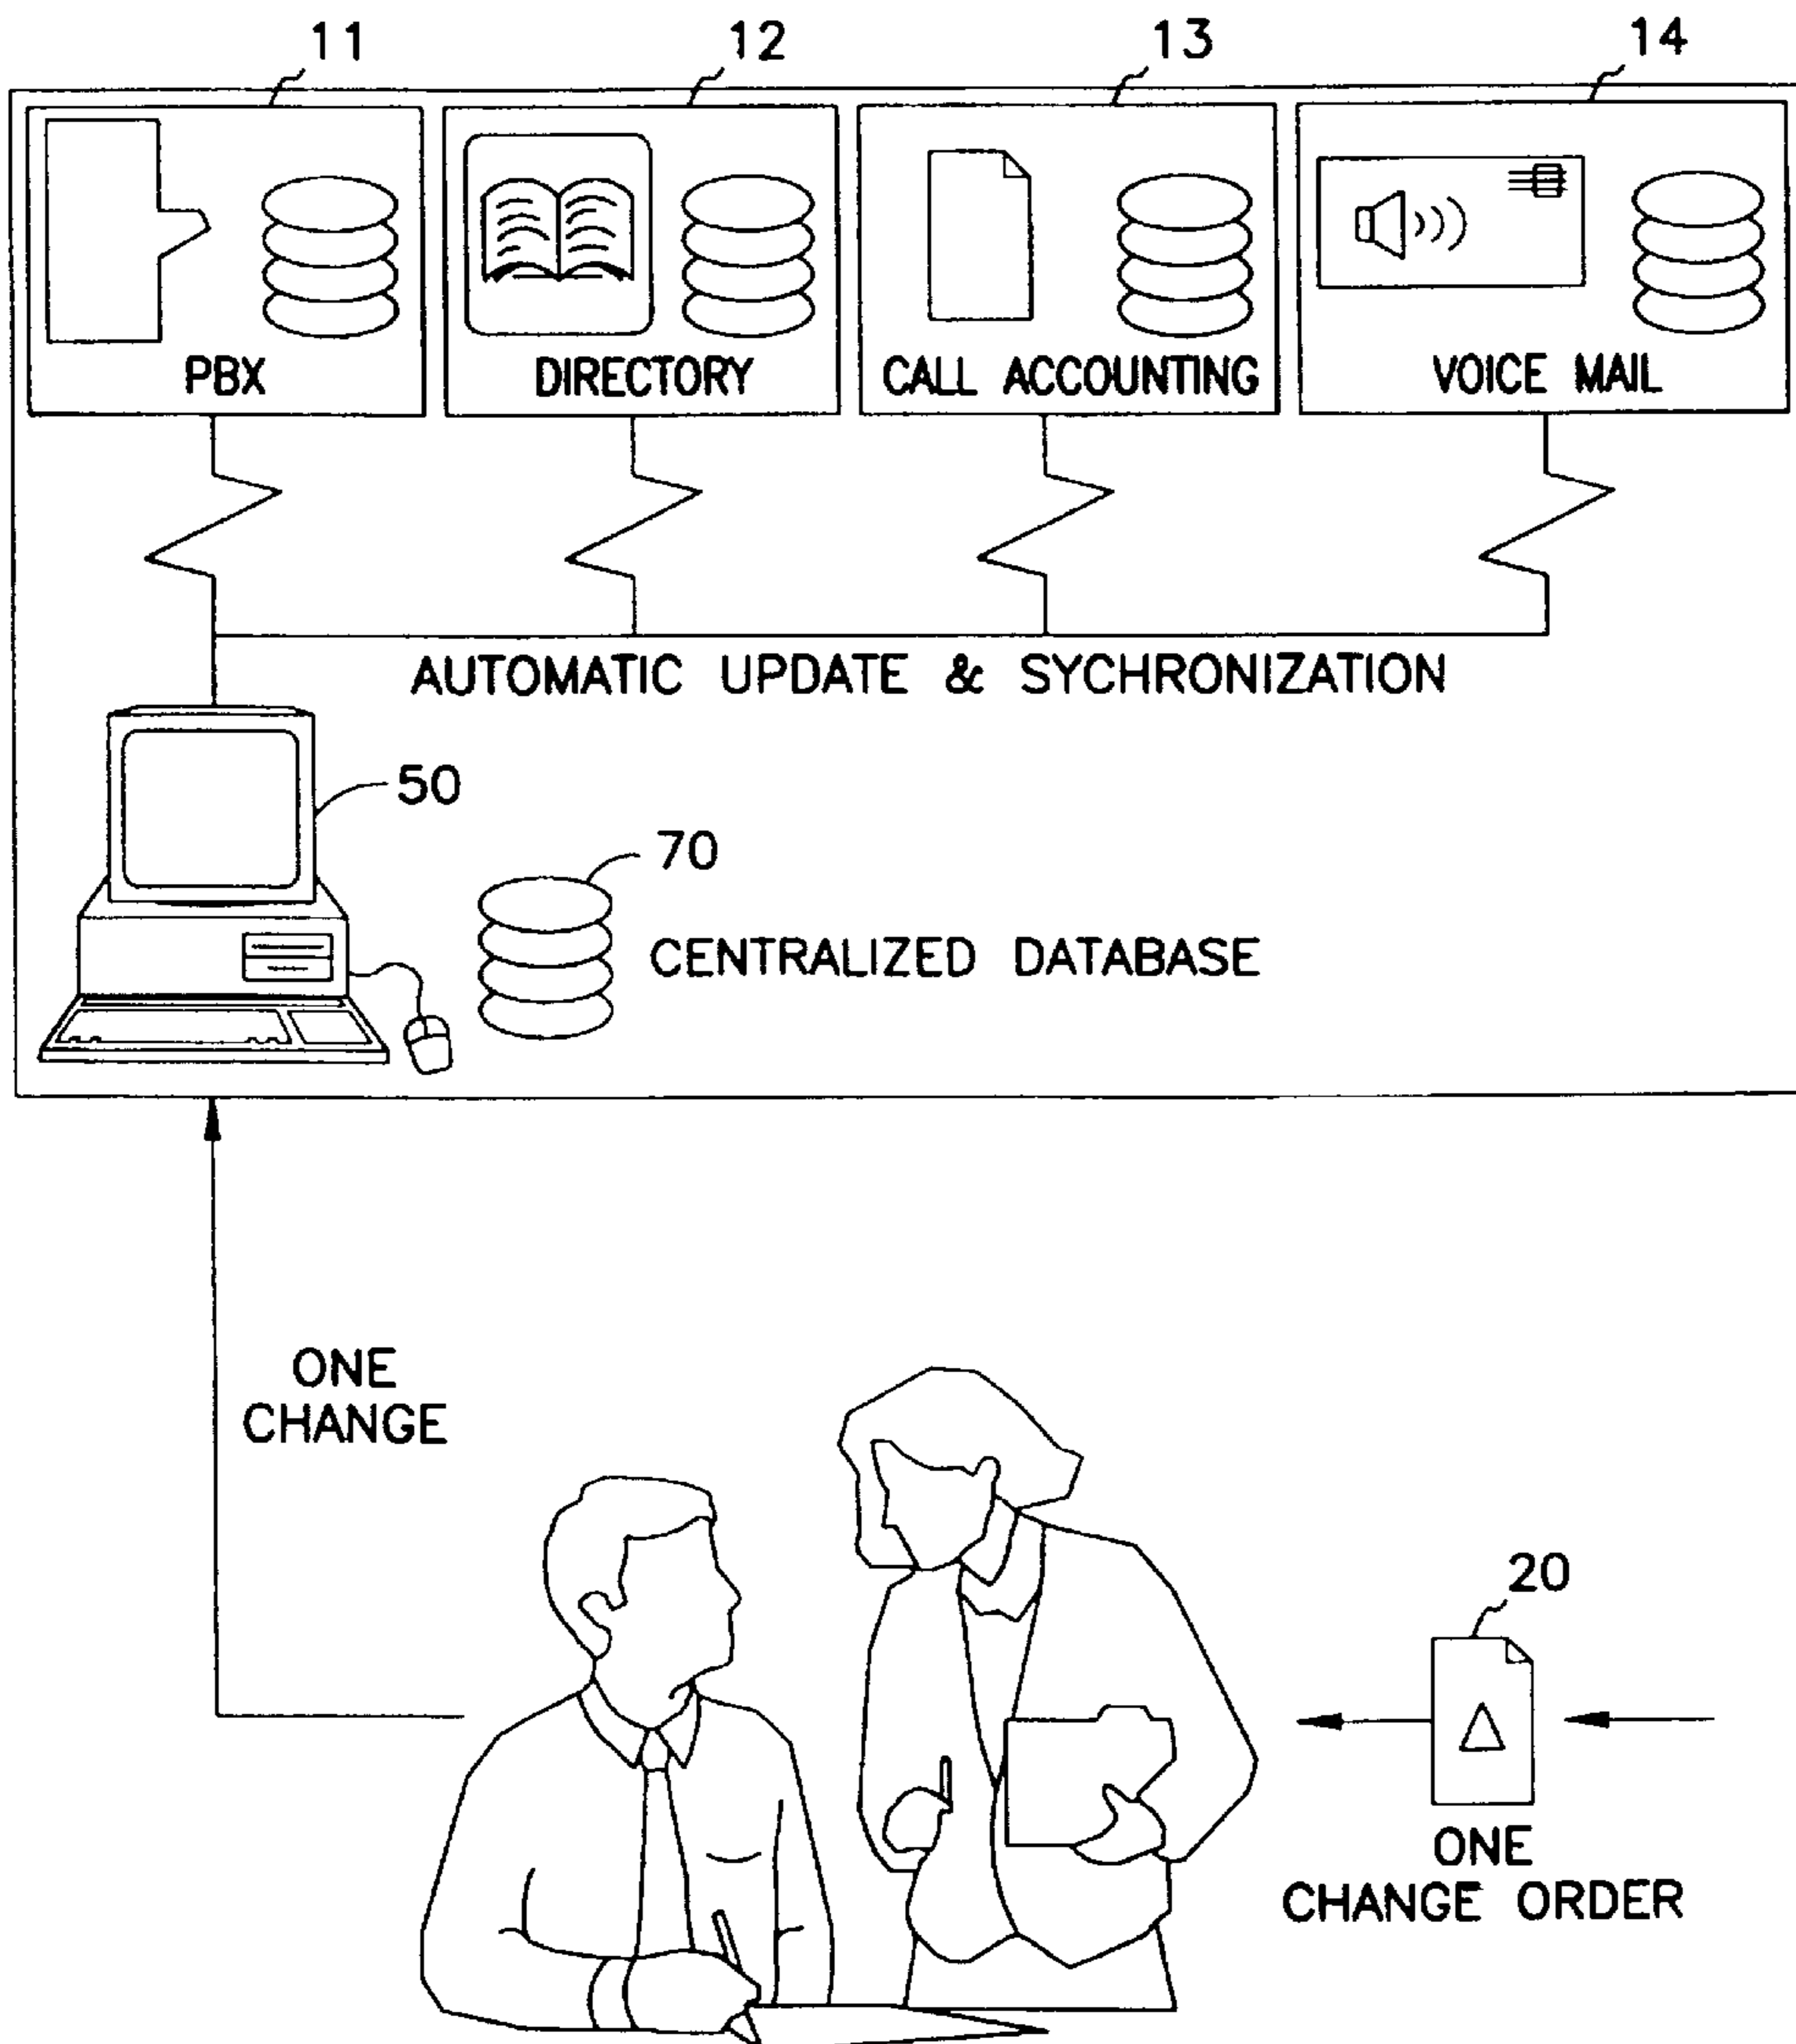 11
12
13
14
PBX
DIRECTORY
CALL ACCOUNTING
VOICE MAIL
AUTOMATIC UPDATE & SYCHRONIZATION
50
70
CENTRALIZED DATABASE
ONE
CHANGE
20
ONE
CHANGE ORDER